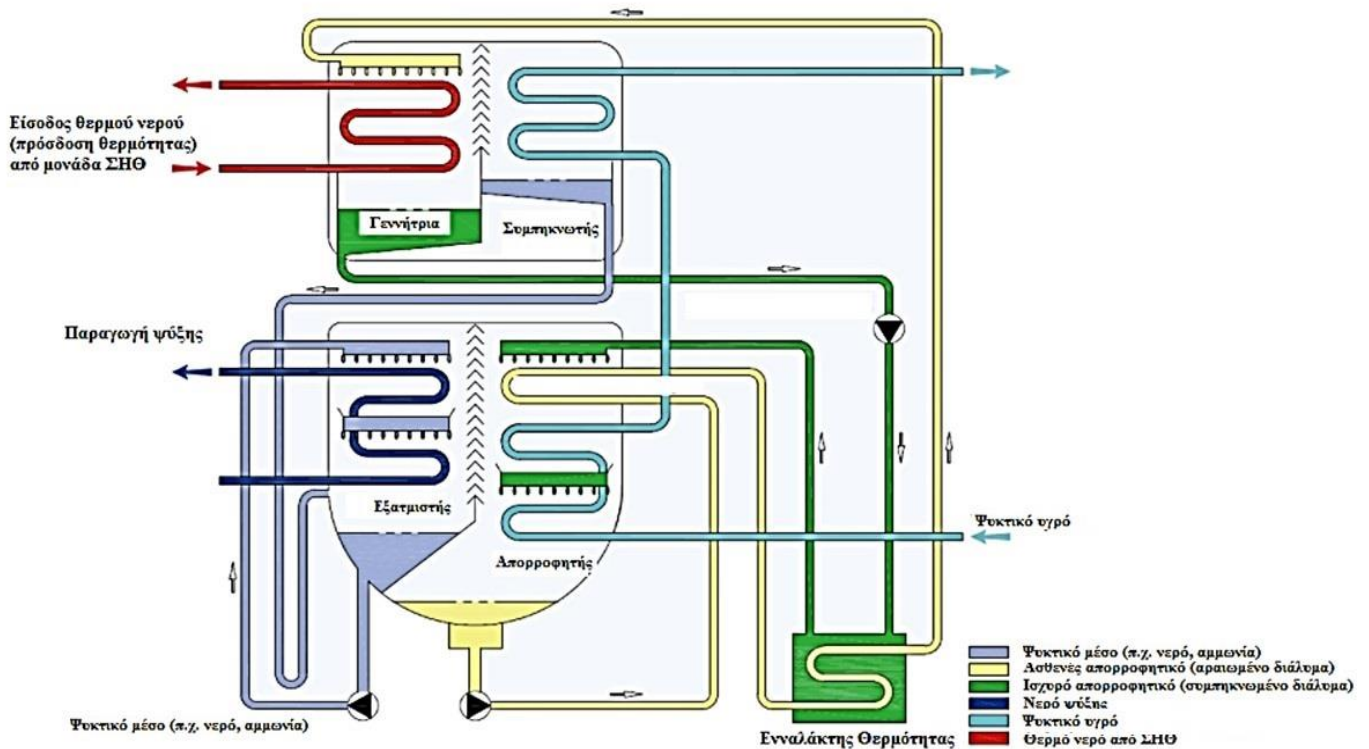 Είσοδος θερμού νερού
(πρόσδοση θερμότητας)
από μονάδα ΣΗΘ
Γεννήτρια
Συμπηκνωτής
Παραγωγή ψύξης
Εξατμιστής
Απορροφητής
Ψυκτικό υγρό
Ψυκτικό μέσο (π.χ. νερό, αμμωνία)
Ενναλάκτης Θερμότητας
Ψυκτικό μέσο (π.χ. νερό, αμμωνία)
Ασθενές απορροφητικό (αραιωμένο διάλυμα)
Ισχυρό απορροφητικό (συμπηκνωμένο διάλυμα)
Νερό ψύξης
Ψυκτικό υγρό
Θερμό νερό από ΣΗΘ